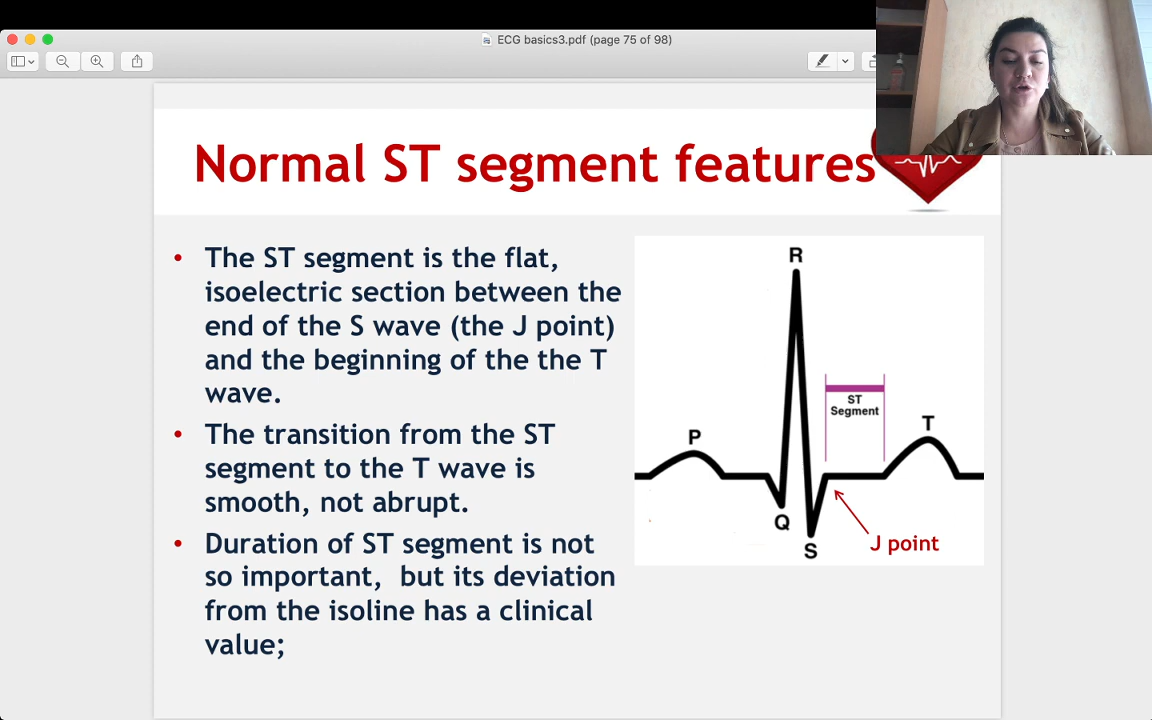 ECG basics3.pdf (page 75 of 98)
Normal ST segment features
• The ST segment is the flat,
isoelectric section between the
end of the S wave (the J point)
and the beginning of the the T
wave.
• The transition from the ST
segment to the T wave is
smooth, not abrupt.
• Duration of ST segment is not
so important,  but its deviation
from the isoline has a clinical
value;
R
ST
Segment
P
T
Q
S
J point